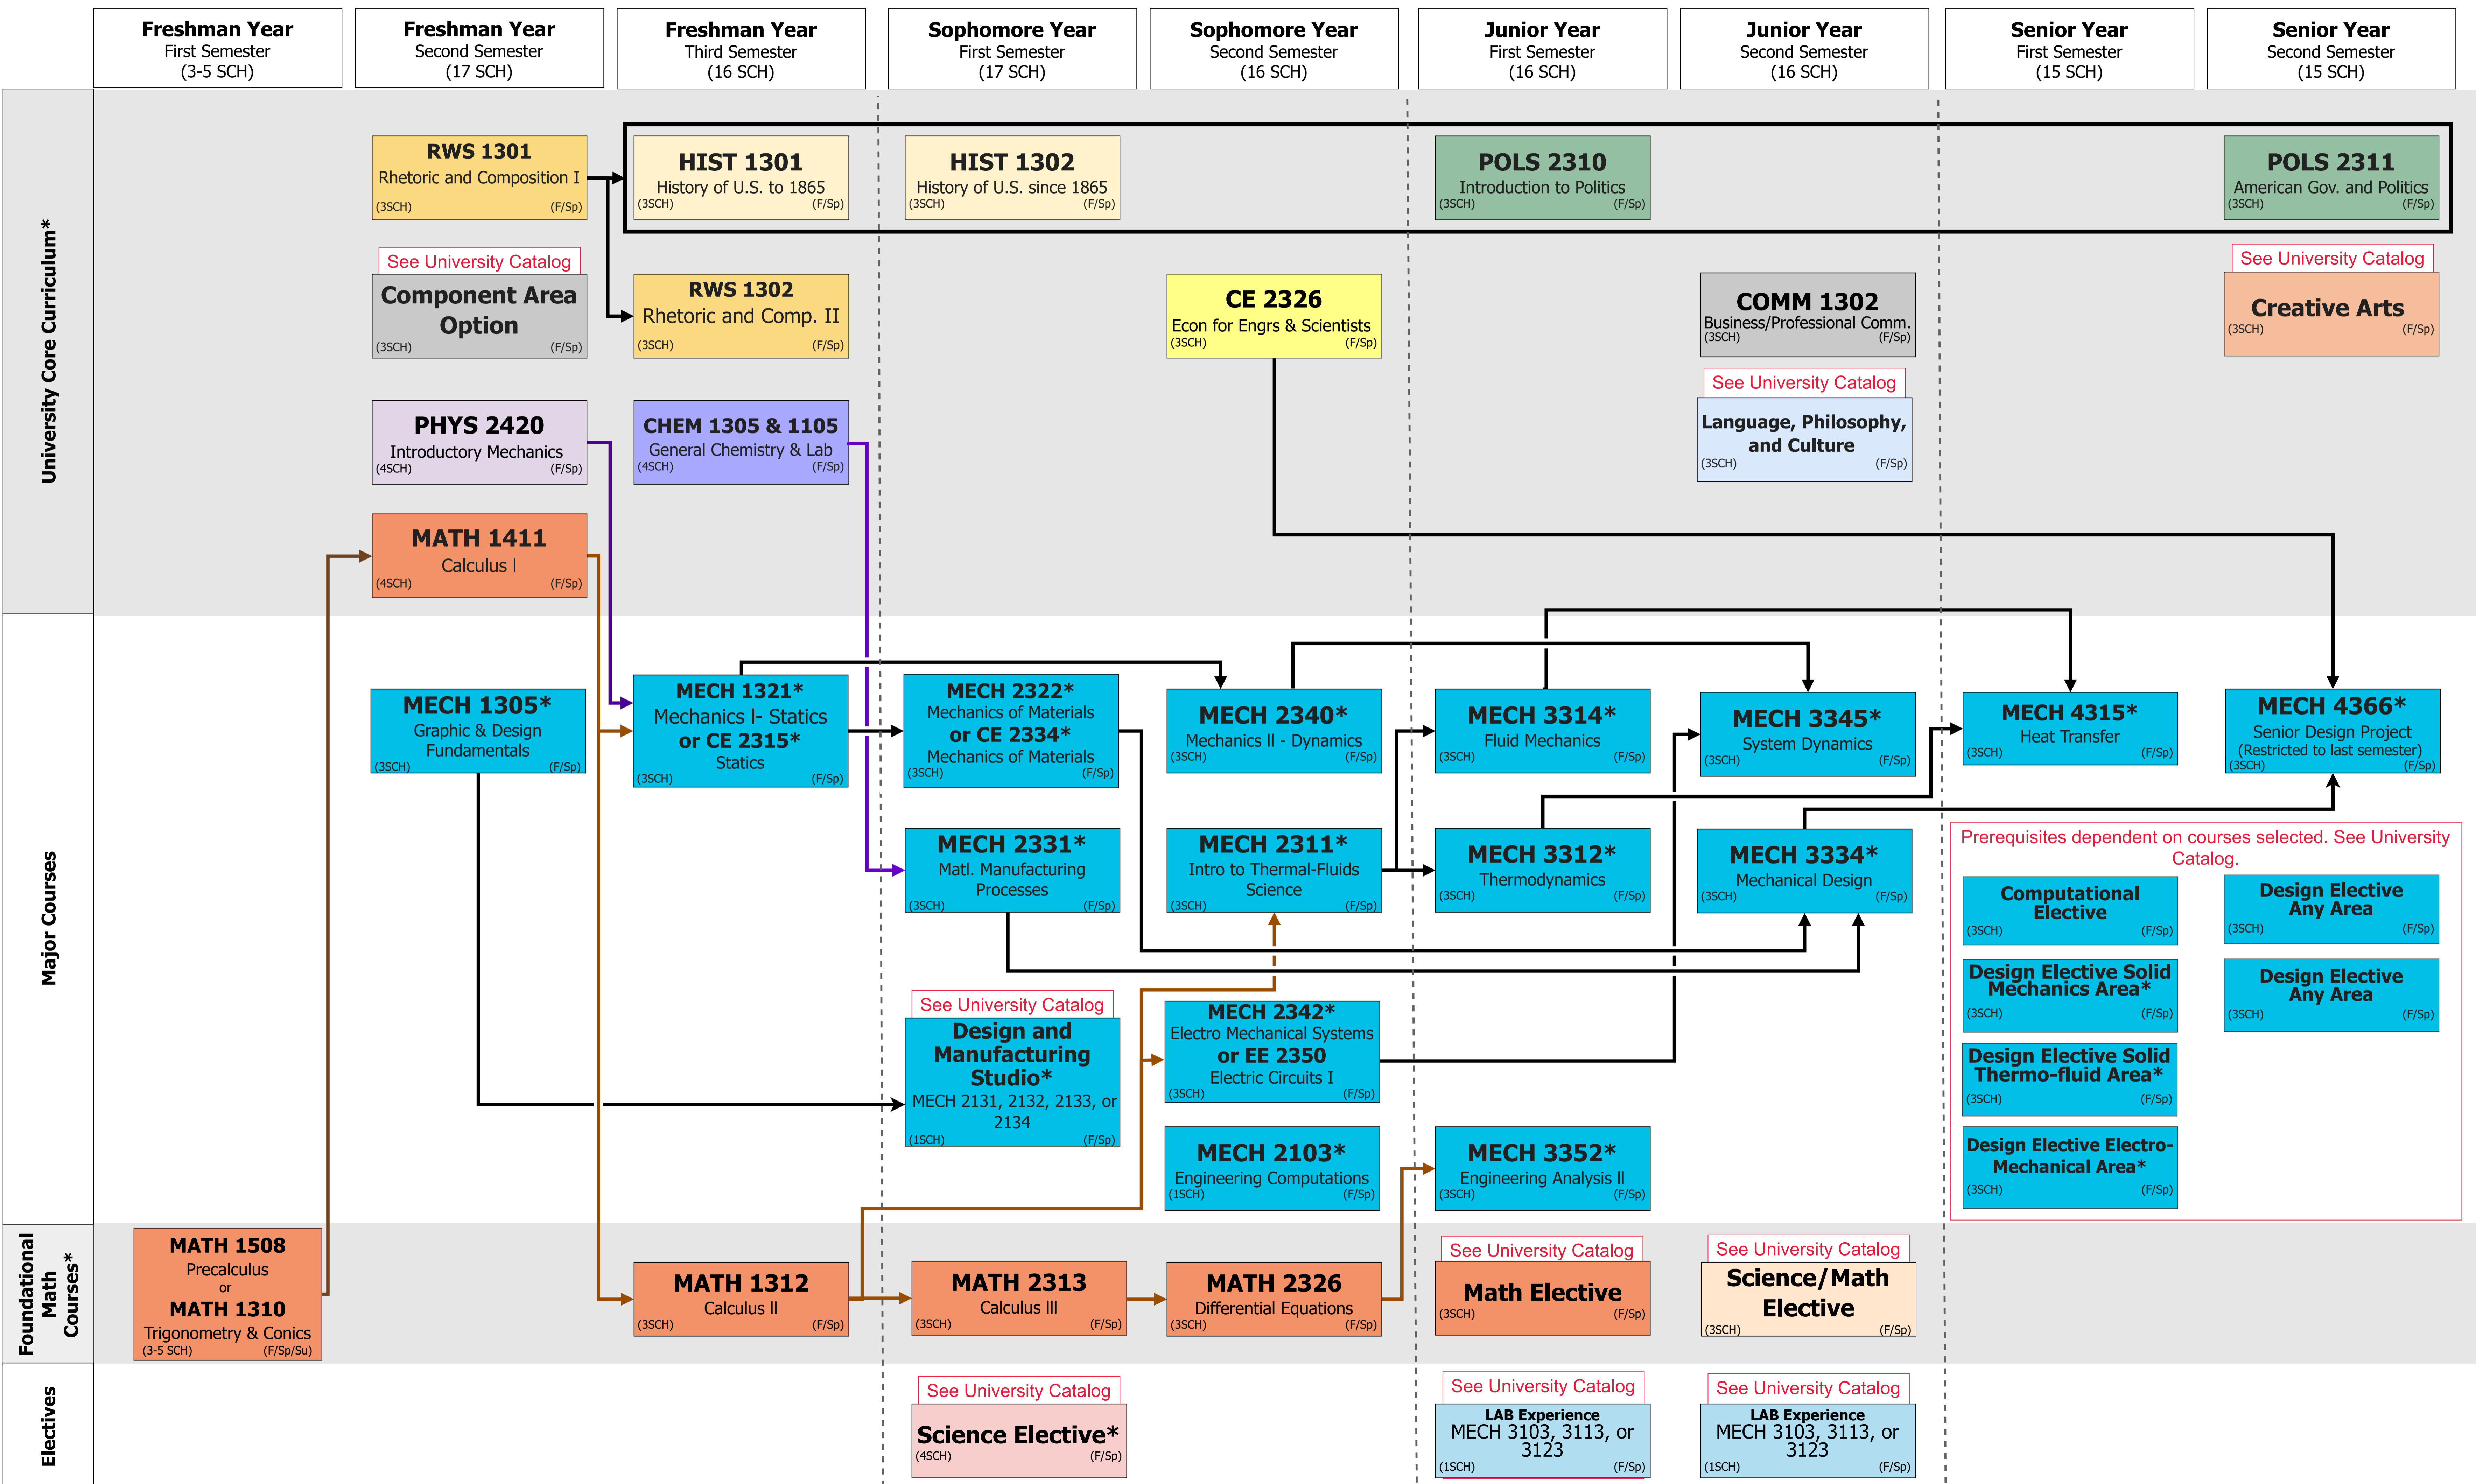 Freshman Year
First Semester
(3-5 SCH)
Freshman Year
Second Semester
(17 SCH)
Freshman Year
Third Semester
(16 SCH)
Sophomore Year
First Semester
(17 SCH)
Sophomore Year
Second Semester
(16 SCH)
Junior Year
First Semester
(16 SCH)
Junior Year
Second Semester
(16 SCH)
Senior Year
First Semester
(15 SCH)
Senior Year
Second Semester
(15 SCH)
University Core Curriculum*
RWS 1301
Rhetoric and Composition I
(3SCH) (F/Sp)
HIST 1301
History of U.S. to 1865
(3SCH) (F/Sp)
HIST 1302
History of U.S. since 1865
(3SCH) (F/Sp)
POLS 2310
Introduction to Politics
(3SCH) (F/Sp)
POLS 2311
American Gov. and Politics
(3SCH) (F/Sp)
See University Catalog
Component Area
Option
(3SCH) (F/Sp)
RWS 1302
Rhetoric and Comp. II
(3SCH) (F/Sp)
CE 2326
Econ for Engrs & Scientists
(3SCH) (F/Sp)
COMM 1302
Business/Professional Comm.
(3SCH) (F/Sp)
See University Catalog
Creative Arts
(3SCH) (F/Sp)
PHYS 2420
Introductory Mechanics
(4SCH) (F/Sp)
CHEM 1305 & 1105
General Chemistry & Lab
(4SCH) (F/Sp)
See University Catalog
Language, Philosophy,
and Culture
(3SCH) (F/Sp)
MATH 1411
Calculus I
(4SCH) (F/Sp)
Major Courses
MECH 1305*
Graphic & Design
Fundamentals
(3SCH) (F/Sp)
MECH 1321*
Mechanics I- Statics
or CE 2315*
Statics
(3SCH) (F/Sp)
MECH 2322*
Mechanics of Materials
or CE 2334*
Mechanics of Materials
(3SCH) (F/Sp)
MECH 2340*
Mechanics II - Dynamics
(3SCH) (F/Sp)
MECH 3314*
Fluid Mechanics
(3SCH) (F/Sp)
MECH 3345*
System Dynamics
(3SCH) (F/Sp)
MECH 4315*
Heat Transfer
(3SCH) (F/Sp)
MECH 4366*
Senior Design Project
(Restricted to last semester)
(3SCH) (F/Sp)
MECH 2331*
Matl. Manufacturing
Processes
(3SCH) (F/Sp)
MECH 2311*
Intro to Thermal-Fluids
Science
(3SCH) (F/Sp)
MECH 3312*
Thermodynamics
(3SCH) (F/Sp)
MECH 3334*
Mechanical Design
(3SCH) (F/Sp)
Prerequisites dependent on courses selected. See University
Catalog.
Computational
Elective
(3SCH) (F/Sp)
Design Elective
Any Area
(3SCH) (F/Sp)
Design Elective Solid
Mechanics Area*
(3SCH) (F/Sp)
Design Elective
Any Area
(3SCH) (F/Sp)
Design Elective Solid
Thermo-fluid Area*
(3SCH) (F/Sp)
Design Elective Electro-
Mechanical Area*
(3SCH) (F/Sp)
See University Catalog
Design and
Manufacturing
Studio*
MECH 2131, 2132, 2133, or
2134
(1SCH) (F/Sp)
MECH 2342*
Electro Mechanical Systems
or EE 2350
Electric Circuits I
(3SCH) (F/Sp)
MECH 2103*
Engineering Computations
(1SCH) (F/Sp)
MECH 3352*
Engineering Analysis II
(3SCH) (F/Sp)
Foundational
Math
Courses*
MATH 1508
Precalculus
or
MATH 1310
Trigonometry & Conics
(3-5 SCH) (F/Sp/Su)
MATH 1312
Calculus II
(3SCH) (F/Sp)
MATH 2313
Calculus III
(3SCH) (F/Sp)
MATH 2326
Differential Equations
(3SCH) (F/Sp)
See University Catalog
Math Elective
(3SCH) (F/Sp)
See University Catalog
Science/Math
Elective
(3SCH) (F/Sp)
Electives
See University Catalog
Science Elective*
(4SCH) (F/Sp)
See University Catalog
LAB Experience
MECH 3103, 3113, or
3123
(1SCH) (F/Sp)
See University Catalog
LAB Experience
MECH 3103, 3113, or
3123
(1SCH) (F/Sp)